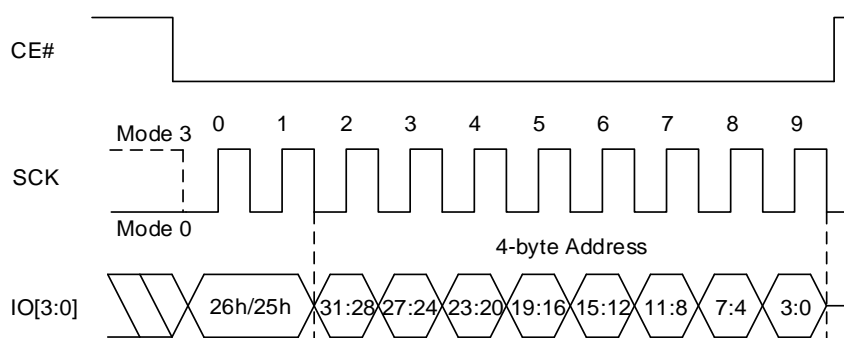 CE#
0 1 2 3 4 5 6 7 8 9
Mode 3
SCK
Mode 0
4-byte Address
IO[3:0] 26h/25h 31:28 27:24 23:20 19:16 15:12 11:8 7:4 3:0